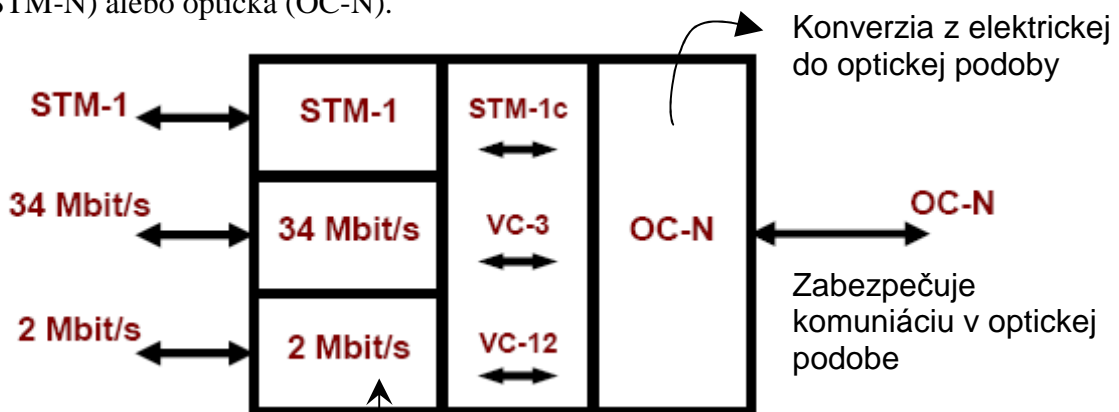 STM-N) alebo optická (OC-N).
Konverzia z elektrickej
do optickej podoby
STM-1 STM-1 STM-1c
34 Mbit/s 34 Mbit/s VC-3 OC-N OC-N
Zabezpečuje
komuniáciu v optickej
podobe
2 Mbit/s 2 Mbit/s VC-12